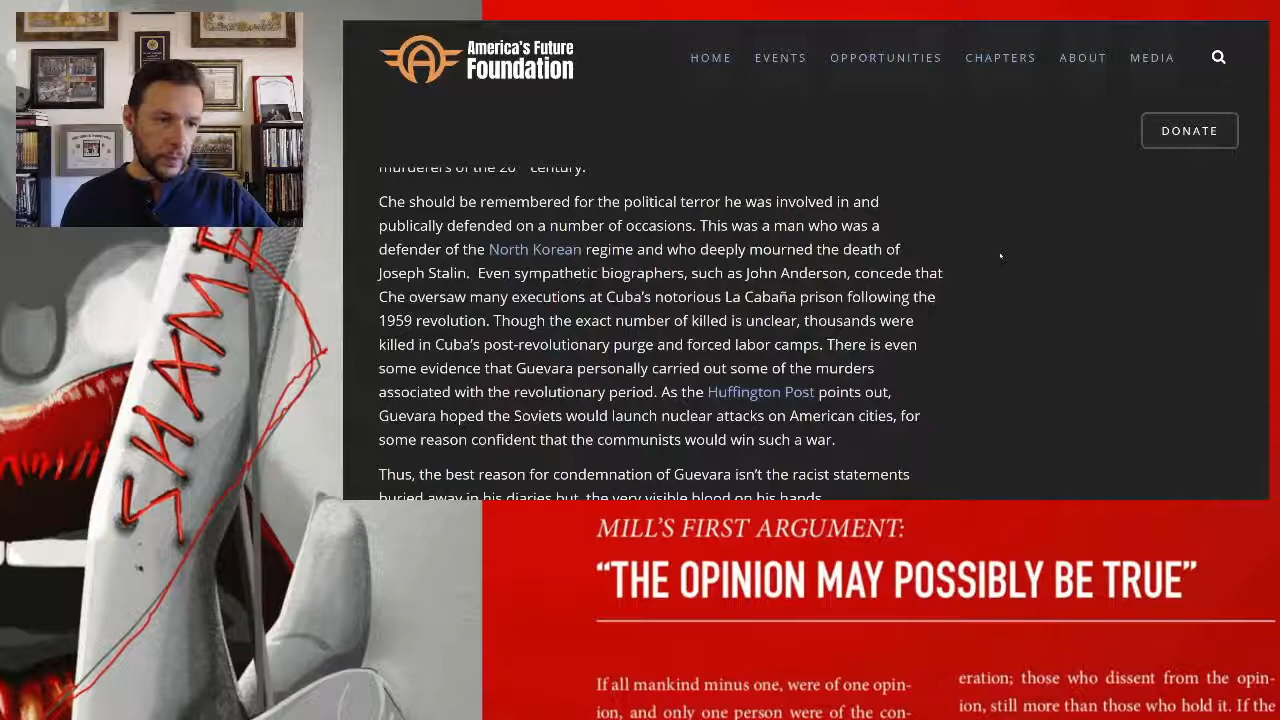 America's Future
Foundation
HOME EVENTS OPPORTUNITIES CHAPTERS ABOUT MEDIA
DONATE
murderers of the 20 century.
Che should be remembered for the political terror he was involved in and
publically defended on a number of occasions. This was a man who was a
defender of the North Korean regime and who deeply mourned the death of
Joseph Stalin. Even sympathetic biographers, such as John Anderson, concede that
Che oversaw many executions at Cuba's notorious La Cabaña prison following the
1959 revolution. Though the exact number of killed is unclear, thousands were
killed in Cuba's post-revolutionary purge and forced labor camps. There is even
some evidence that Guevara personally carried out some of the murders
associated with the revolutionary period. As the Huffington Post points out,
Guevara hoped the Soviets would launch nuclear attacks on American cities, for
some reason confident that the communists would win such a war.
Thus, the best reason for condemnation of Guevara isn't the racist statements
buried away in his diaries but, the very visible blood on his hands.
SHAME
MILL'S FIRST ARGUMENT:
“THE OPINION MAY POSSIBLY BE TRUE”
If all mankind minus one, were of one opin-
ion, and only one person were of the con-
eration; those who dissent from the opin-
ion, still more than those who hold it. If the